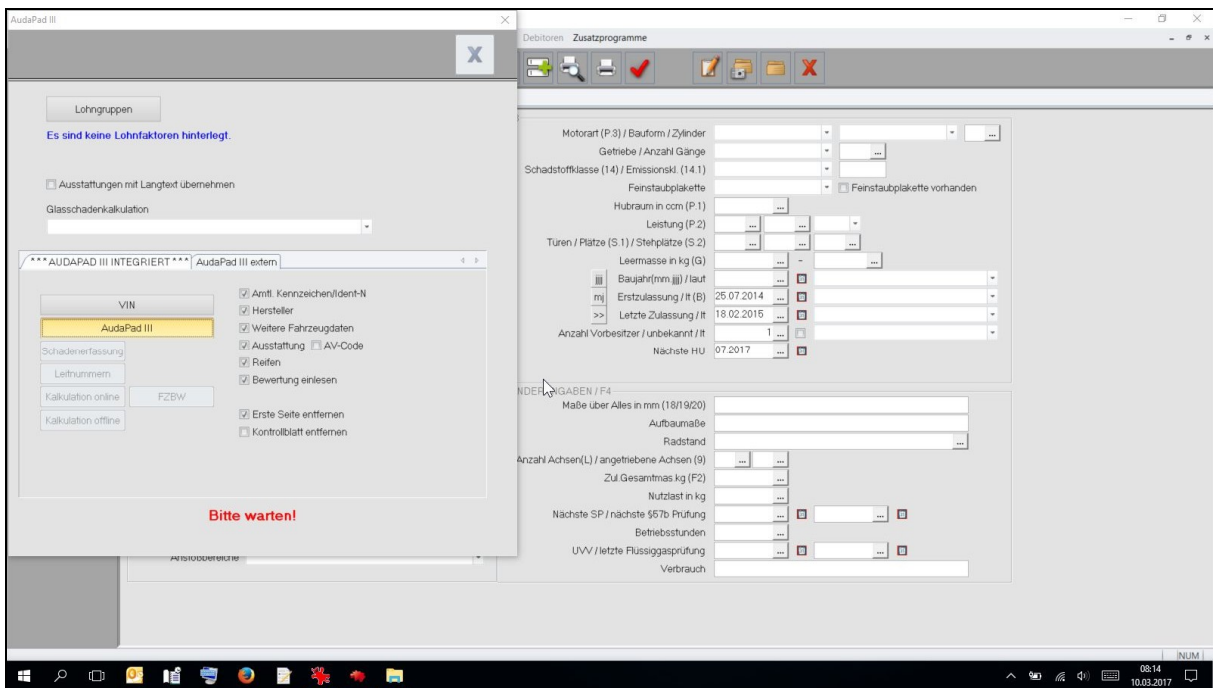 AudaPad III
Debitoren Zusatzprogramme
X
X
Lohngruppen
Es sind keine Lohnfaktoren hinterlegt.
Ausstattungen mit Langtext übernehmen
Glasschadenkalkulation
***AUDAPAD III INTEGRIERT*** AudaPad III extern
VIN
AudaPad III
Schadenerfassung
Leitnummern
Kalkulation online FZBW
Kalkulation offline
Amtl. Kennzeichen/Ident-N
Hersteller
Weitere Fahrzeugdaten
Ausstattung AV-Code
Reifen
Bewertung einlesen
Erste Seite entfernen
Kontrollblatt entfernen
Bitte warten!
Anstoßbereiche
Motorart (P.3) / Bauform / Zylinder ...
Getriebe / Anzahl Gänge ...
Schadstoffklasse (14) / Emissionskl. (14.1)
Feinstaubplakette Feinstaubplakette vorhanden
Hubraum in ccm (P.1) ...
Leistung (P.2) ... ...
Türen / Plätze (S.1) / Stehplätze (S.2) ... ... ...
Leermasse in kg (G) ... - ...
jjjj Baujahr(mm.jjjj) / laut ...
mj Erstzulassung / lt (B) 25.07.2014 ...
>> Letzte Zulassung / lt 18.02.2015 ...
Anzahl Vorbesitzer / unbekannt / lt 1 ...
Nächste HU 07.2017 ...
NDERANGABEN / F4
Maße über Alles in mm (18/19/20)
Aufbaumaße
Radstand ...
Anzahl Achsen(L) / angetriebene Achsen (9) ... ...
Zul.Gesamtmas.kg (F2) ...
Nutzlast in kg ...
Nächste SP / nächste §57b Prüfung ... ...
Betriebsstunden ...
UVV / letzte Flüssiggasprüfung ... ...
Verbrauch
NUM
08:14
10.03.2017